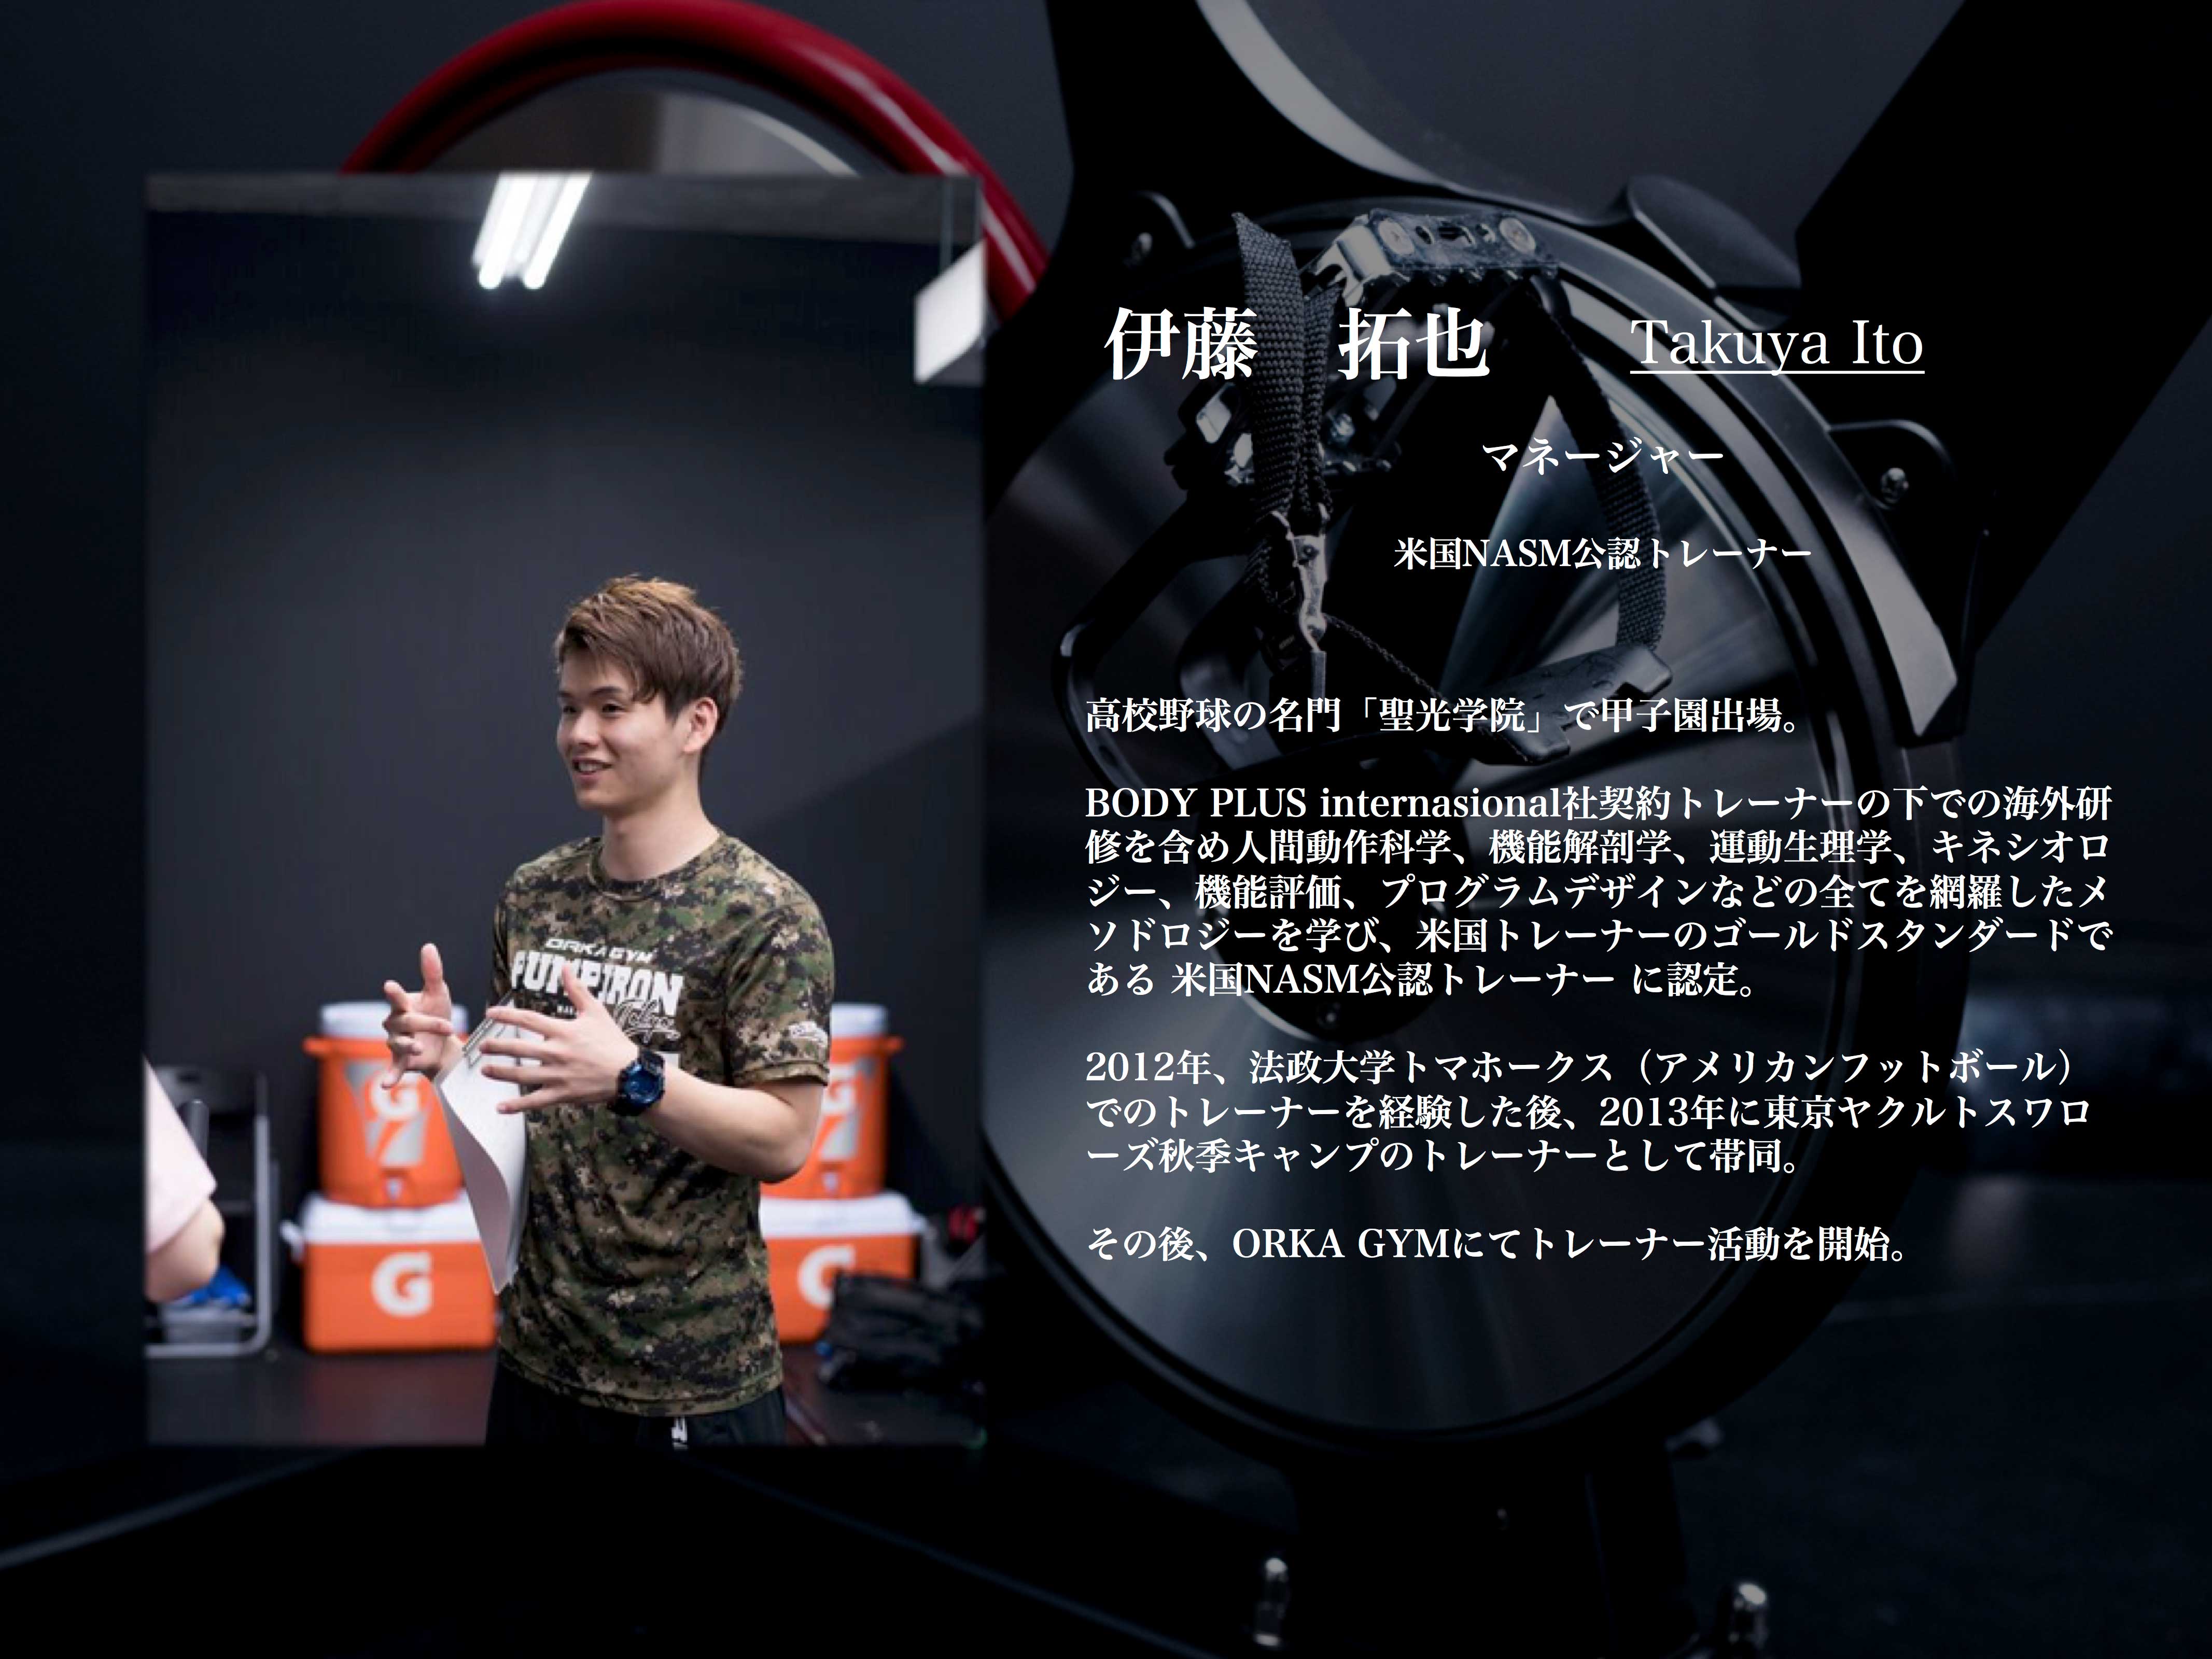 伊藤　拓也　Takuya Ito
マネージャー
米国NASM公認トレーナー
高校野球の名門「聖光学院」で甲子園出場。
BODY PLUS internasional社契約トレーナーの下での海外研
修を含め人間動作科学、機能解剖学、運動生理学、キネシオロ
ジー、機能評価、プログラムデザインなどの全てを網羅したメ
ソドロジーを学び、米国トレーナーのゴールドスタンダードで
ある 米国NASM公認トレーナー に認定。
2012年、法政大学トマホークス（アメリカンフットボール）
でのトレーナーを経験した後、2013年に東京ヤクルトスワロ
ーズ秋季キャンプのトレーナーとして帯同。
その後、ORKA GYMにてトレーナー活動を開始。
ORKA GYM
PUMPIRON
G
G
G
G